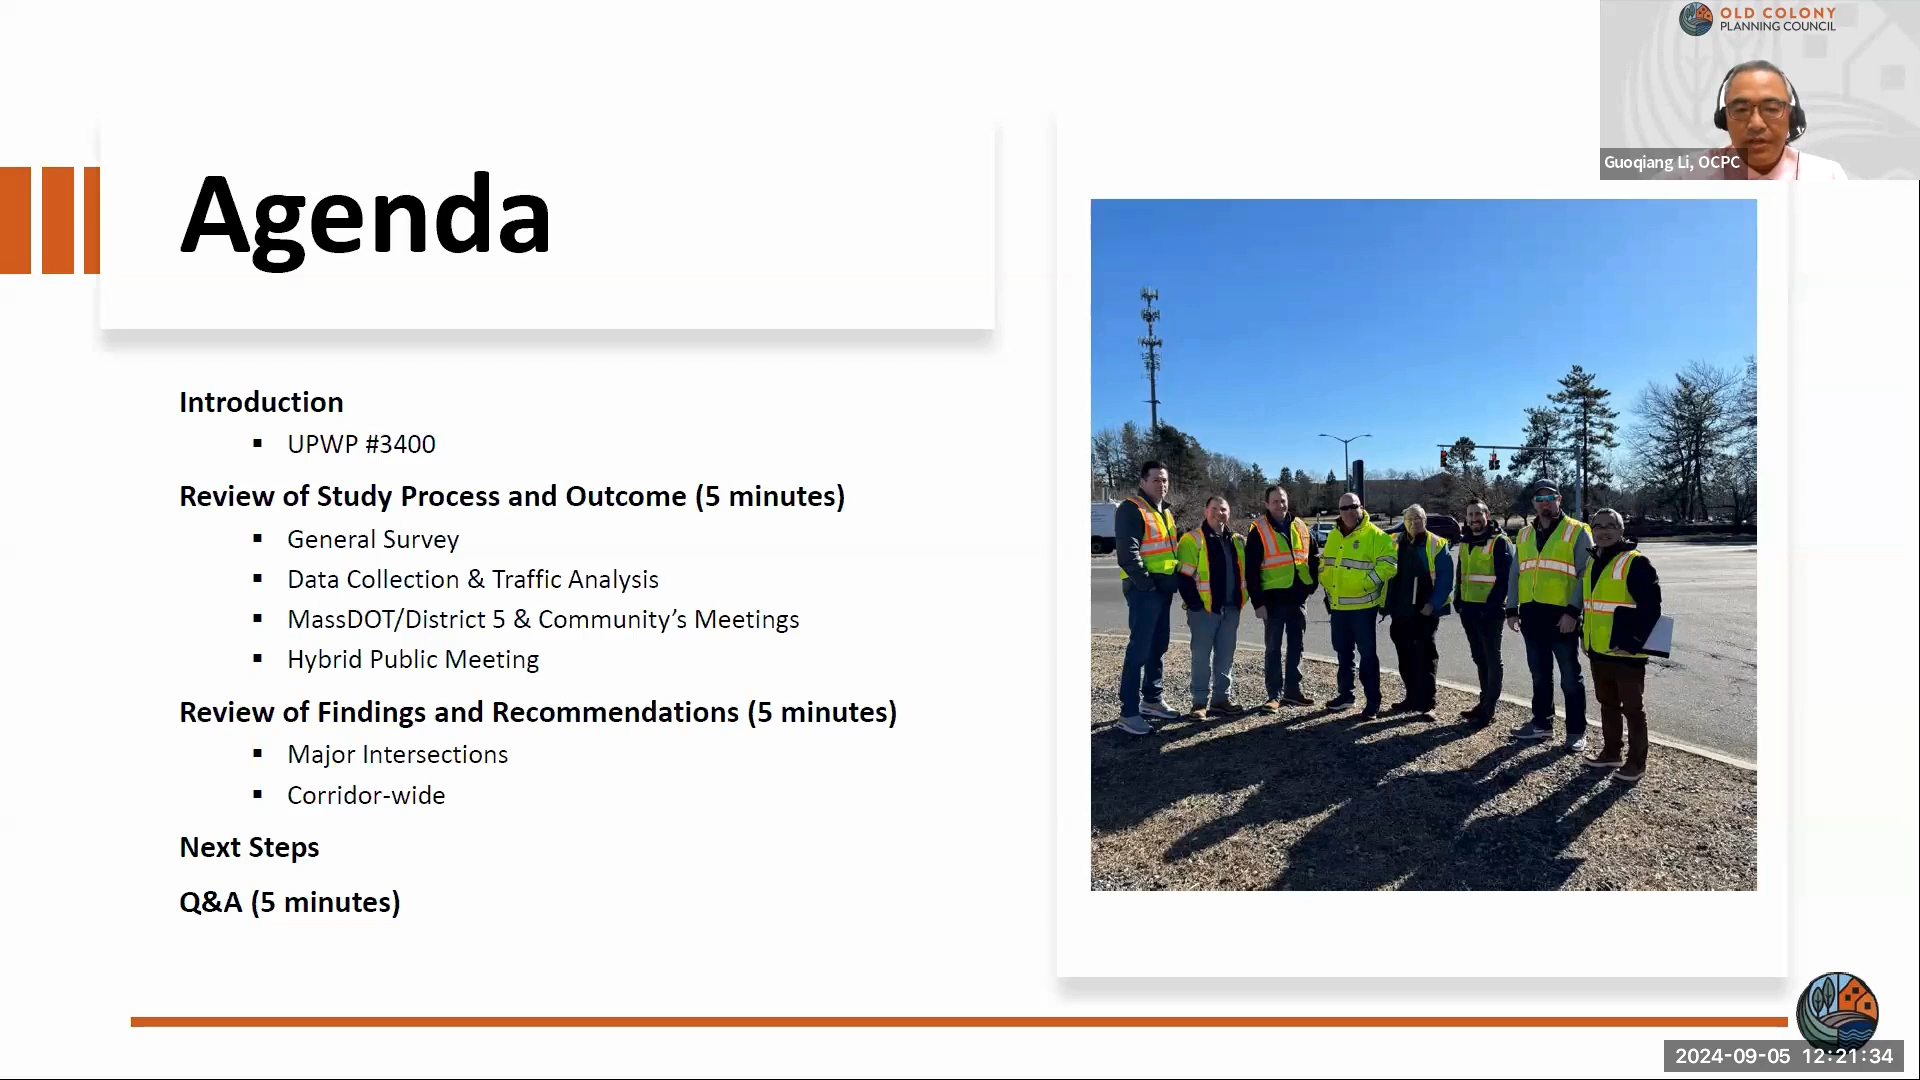 OLD COLONY
PLANNING COUNCIL
Guoqiang Li, OCPC
Agenda
Introduction
▪ UPWP #3400
Review of Study Process and Outcome (5 minutes)
▪ General Survey
▪ Data Collection & Traffic Analysis
▪ MassDOT/District 5 & Community’s Meetings
▪ Hybrid Public Meeting
Review of Findings and Recommendations (5 minutes)
▪ Major Intersections
▪ Corridor-wide
Next Steps
Q&A (5 minutes)
2024-09-05 12:21:34